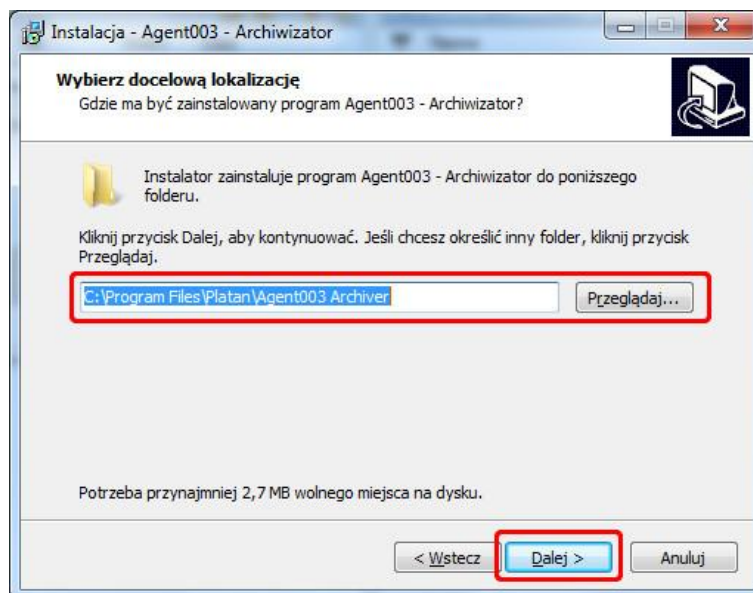 Instalacja - Agent003 - Archiwizator
Wybierz docelową lokalizację
Gdzie ma być zainstalowany program Agent003 - Archiwizator?
Instalator zainstaluje program Agent003 - Archiwizator do poniższego
folderu.
Kliknij przycisk Dalej, aby kontynuować. Jeśli chcesz określić inny folder, kliknij przycisk
Przeglądaj.
C:\Program Files\Platan\Agent003 Archiver
Przeglądaj...
Potrzeba przynajmniej 2,7 MB wolnego miejsca na dysku.
< Wstecz
Dalej >
Anuluj